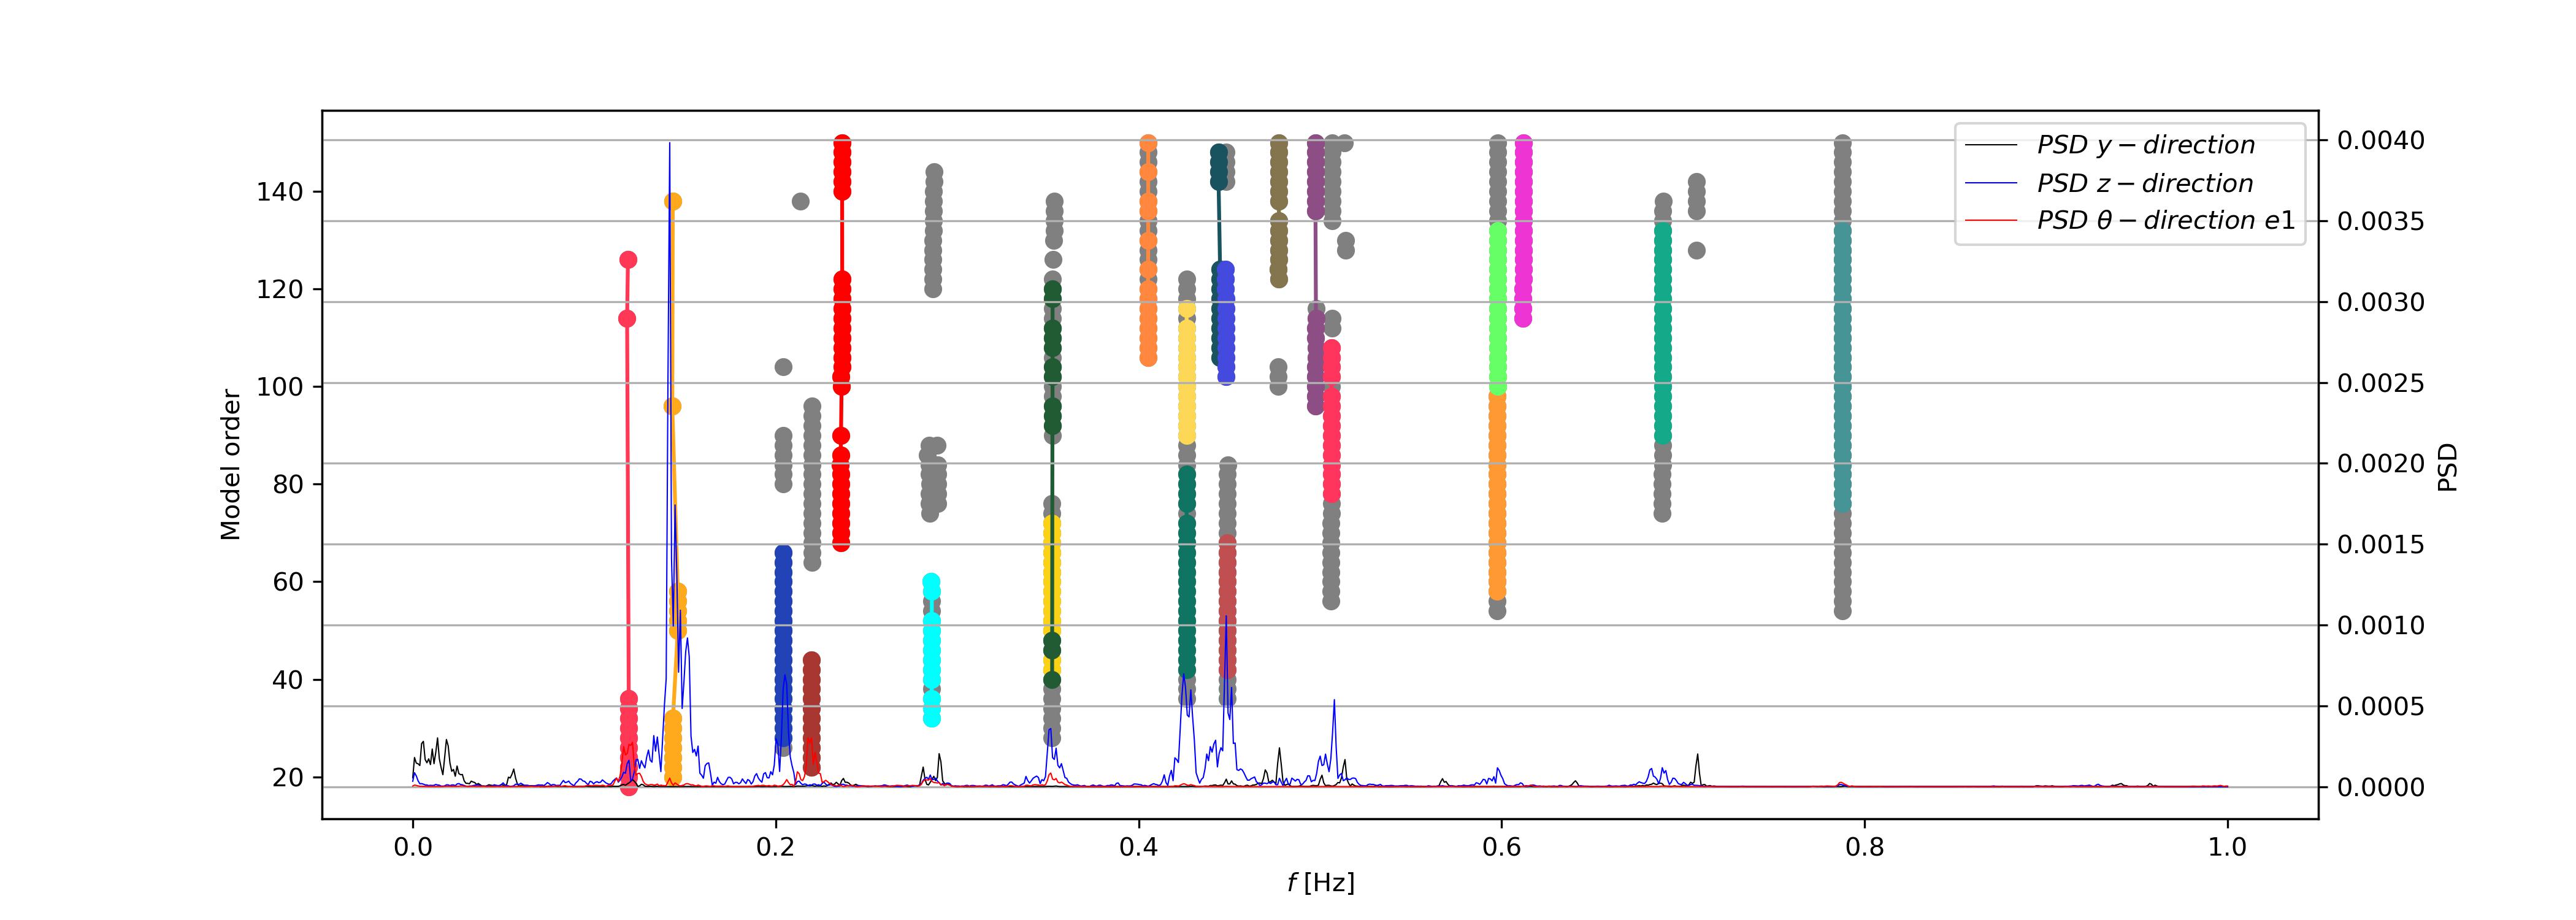 PSD y − direction
PSD z − direction
PSD θ − direction e1
140
120
100
80
60
40
20
Model order
0.0040
0.0035
0.0030
0.0025
0.0020
0.0015
0.0010
0.0005
0.0000
PSD
0.0 0.2 0.4 0.6 0.8 1.0
f [Hz]